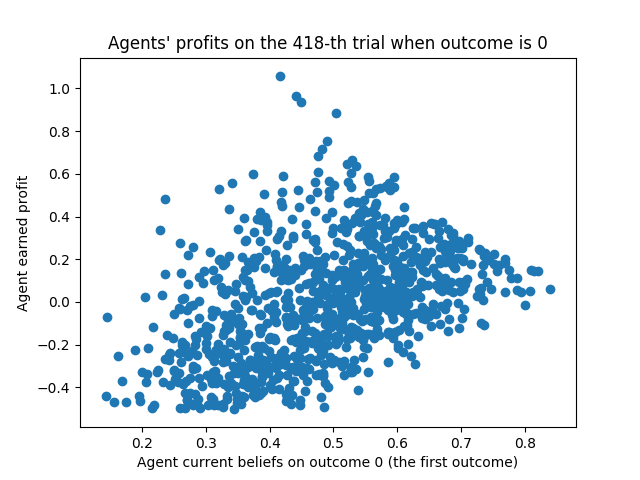 Agents' profits on the 418-th trial when outcome is 0
1.0
0.8
0.6
0.4
0.2
0.0
−0.2
−0.4
Agent earned profit
0.2 0.3 0.4 0.5 0.6 0.7 0.8
Agent current beliefs on outcome 0 (the first outcome)